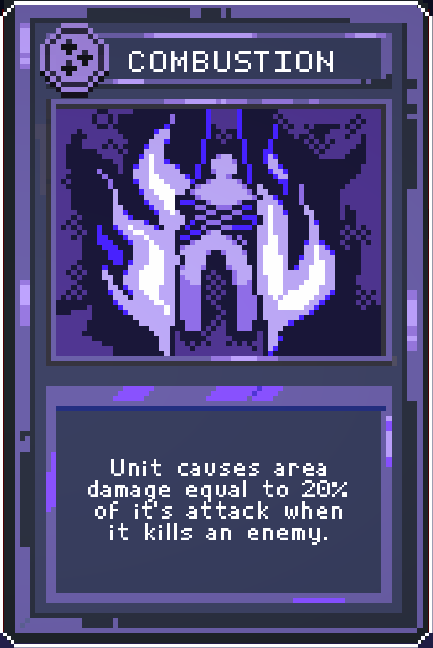 COMBUSTION
Unit causes area
damage equal to 20%
of it's attack when
it kills an enemy.